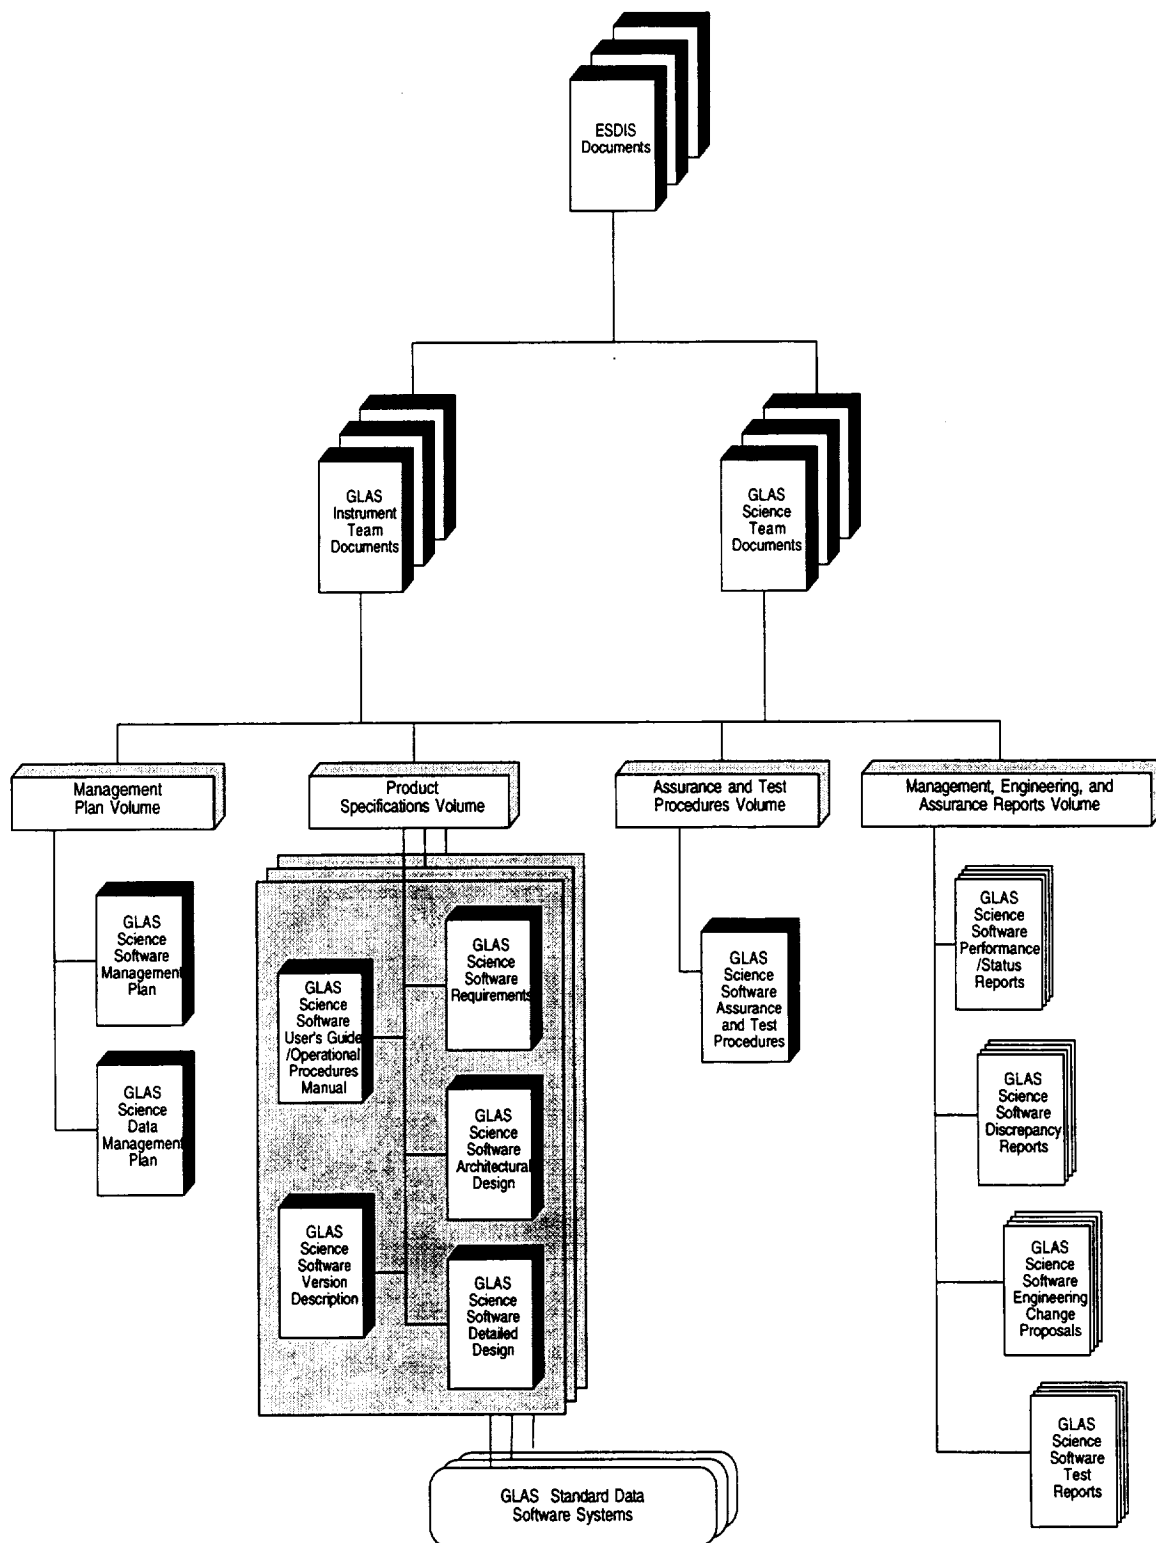 ESDIS
Documents
GLAS
Instrument
Team
Documents
GLAS
Science
Team
Documents
Management
Plan Volume
Product
Specifications Volume
Assurance and Test
Procedures Volume
Management, Engineering, and
Assurance Reports Volume
GLAS
Science
Software
Management
Plan
GLAS
Science
Data
Management
Plan
GLAS
Science
Software
User's Guide
/Operational
Procedures
Manual
GLAS
Science
Software
Version
Description
GLAS
Science
Software
Requirements
GLAS
Science
Software
Architectural
Design
GLAS
Science
Software
Detailed
Design
GLAS
Science
Software
Assurance
and Test
Procedures
GLAS
Science
Software
Performance
/Status
Reports
GLAS
Science
Software
Discrepancy
Reports
GLAS
Science
Software
Engineering
Change
Proposals
GLAS
Science
Software
Test
Reports
GLAS Standard Data
Software Systems